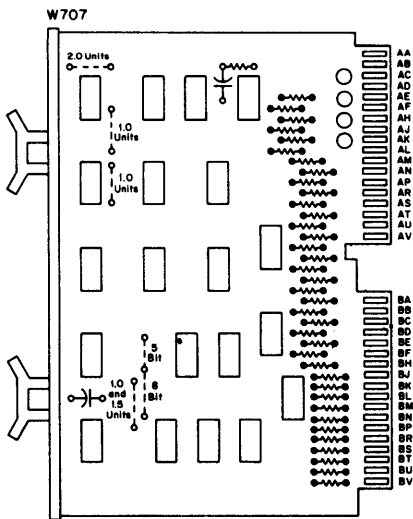 W707
2.0 Units
1.0
Units
1.0
Units
5
Bit
1.0
and
1.5
Units
8
Bit
AA
AB
AC
AD
AE
AF
AH
AJ
AK
AL
AM
AN
AP
AR
AS
AT
AU
AV
BA
BB
BC
BD
BE
BF
BH
BJ
BK
BL
BM
BN
BP
BR
BS
BT
BU
BV